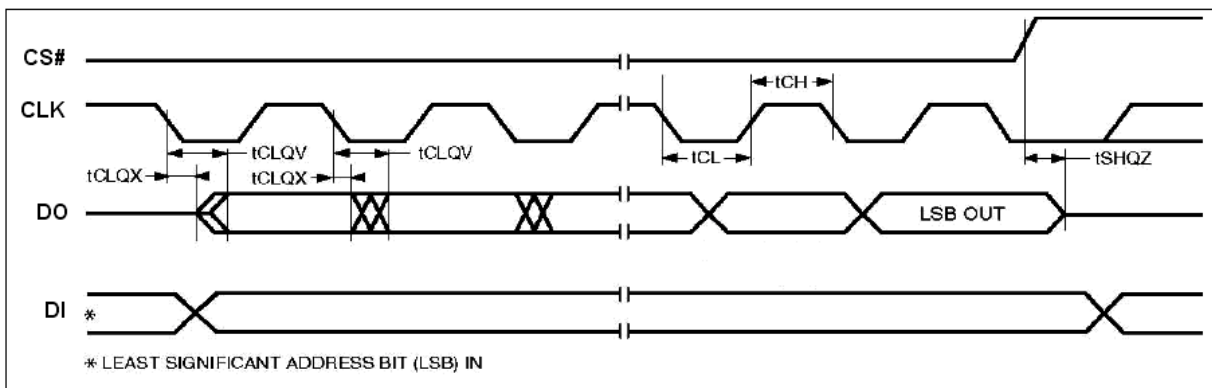 CS#
tCH
CLK
tCLQV
tCLQV
tCL
tSHQZ
tCLQX
tCLQX
DO
LSB OUT
DI
*
* LEAST SIGNIFICANT ADDRESS BIT (LSB) IN